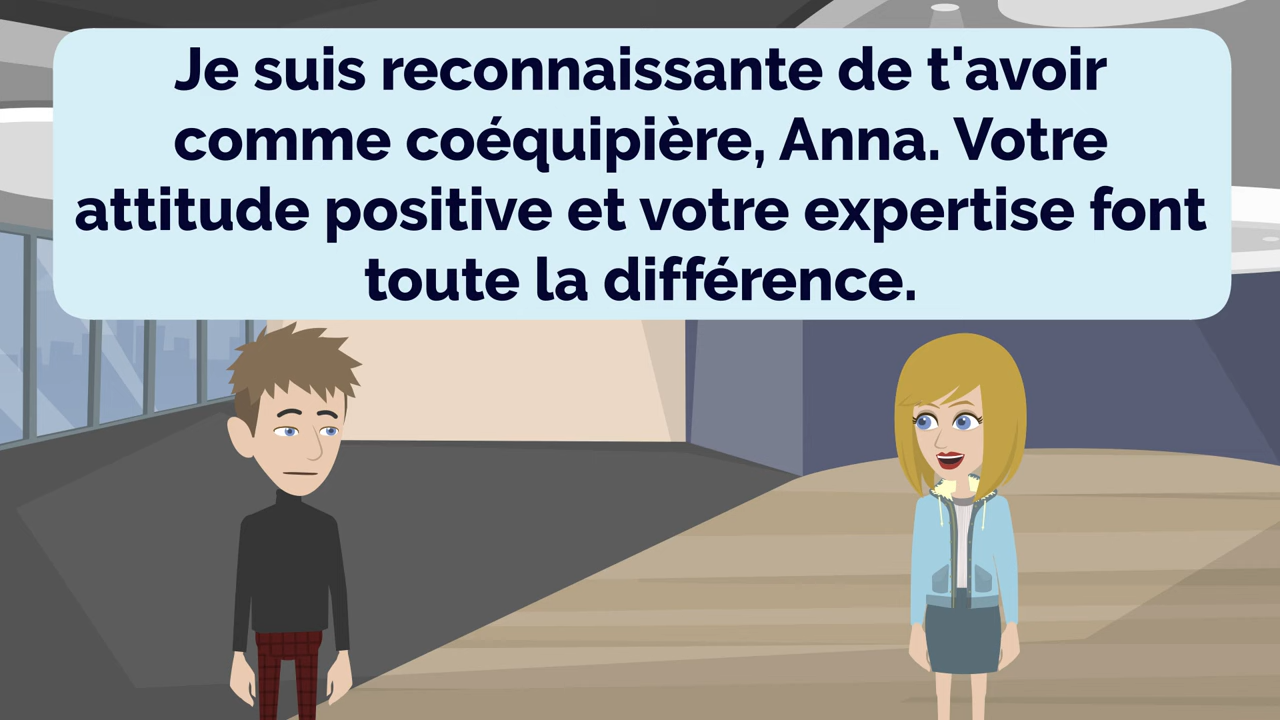 Je suis reconnaissante de t'avoir
comme coéquipière, Anna. Votre
attitude positive et votre expertise font
toute la différence.